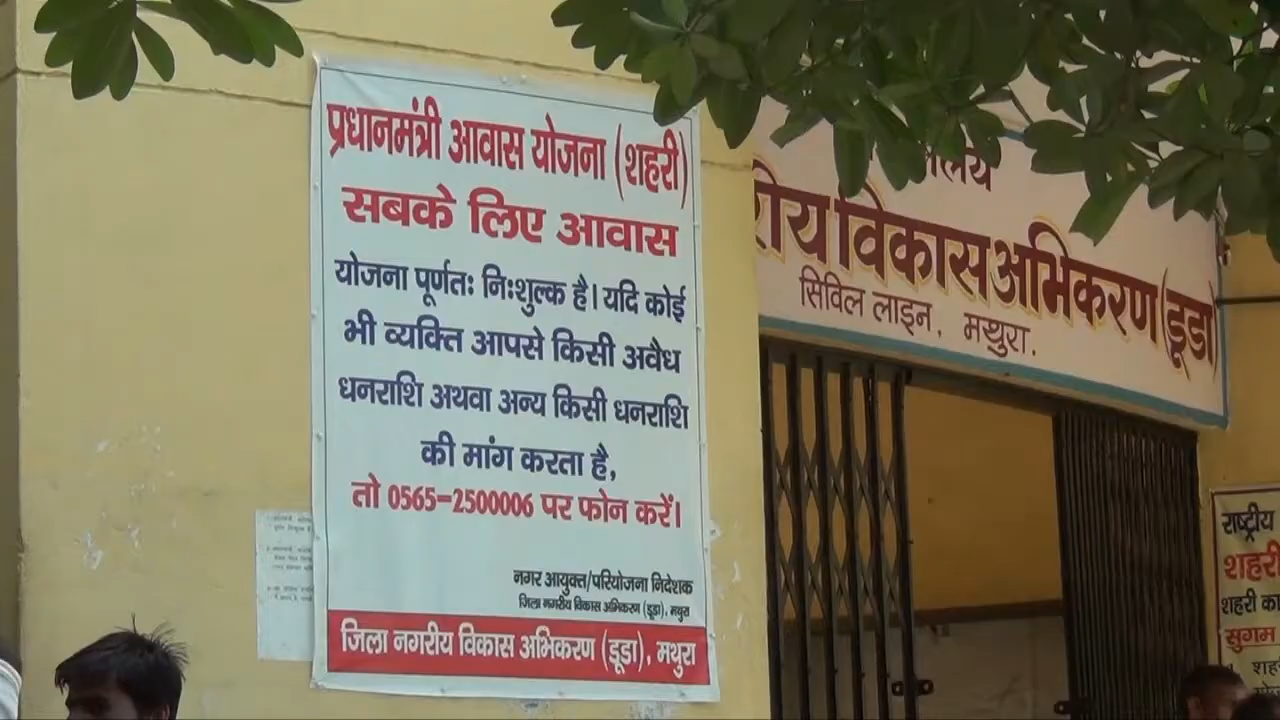 प्रधानमंत्री आवास योजना (शहरी)
सबके लिए आवास
योजना पूर्णतः निःशुल्क है। यदि कोई
भी व्यक्ति आपसे किसी अवैध
धनराशि अथवा अन्य किसी धनराशि
की मांग करता है,
तो 0565-2500006 पर फोन करें।
नगर आयुक्त/परियोजना निदेशक
जिला नगरीय विकास अभिकरण (डूडा), मथुरा
जिला नगरीय विकास अभिकरण (डूडा), मथुरा
रीय विकास अभिकरण (डूडा)
सिविल लाइन, मथुरा.
राष्ट्रीय
शहरी
शहरी का
सुगम